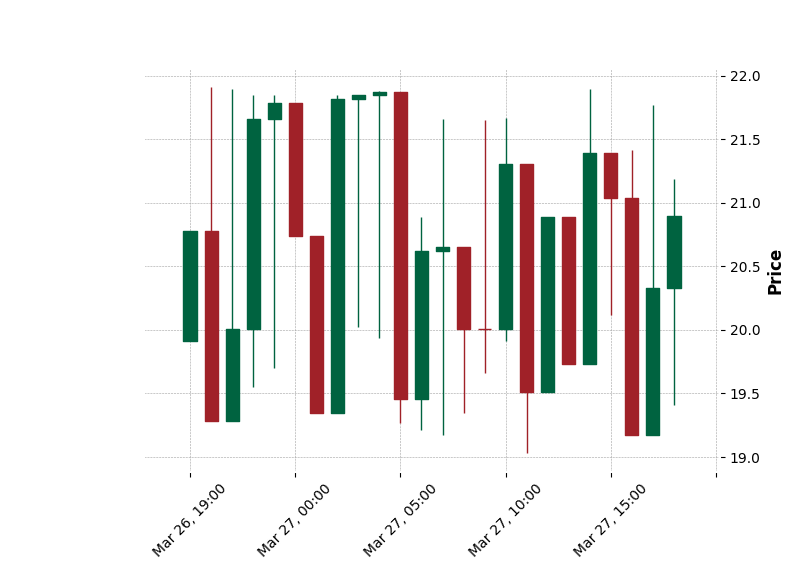 22.0
21.5
21.0
20.5
20.0
19.5
19.0
Price
Mar 26, 19:00
Mar 27, 00:00
Mar 27, 05:00
Mar 27, 10:00
Mar 27, 15:00